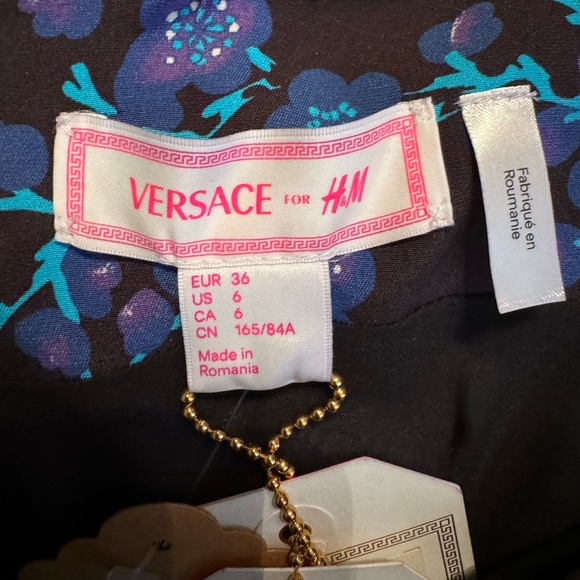 VERSACE FOR H&M
EUR 36
US 6
CA 6
CN 165/84A
Made in
Romania
Fabriqué en
Roumanie